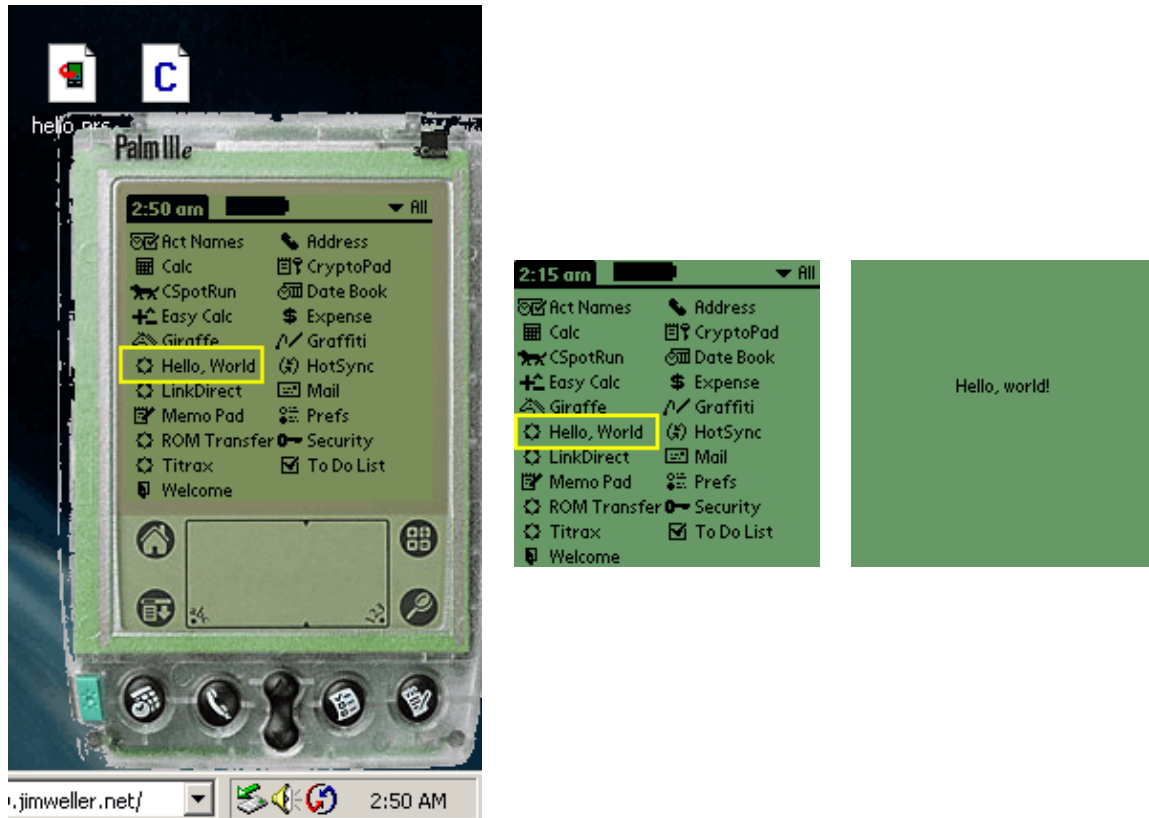 C
hello.prc
Palm IIIe
3Com
2:50 am
All
Act Names Address
Calc CryptoPad
CSpotRun Date Book
Easy Calc Expense
Giraffe Graffiti
Hello, World HotSync
LinkDirect Mail
Memo Pad Prefs
ROM Transfer Security
Titrax To Do List
Welcome
.jimweller.net/
2:50 AM
2:15 am
All
Act Names Address
Calc CryptoPad
CSpotRun Date Book
Easy Calc Expense
Giraffe Graffiti
Hello, World HotSync
LinkDirect Mail
Memo Pad Prefs
ROM Transfer Security
Titrax To Do List
Welcome
Hello, world!